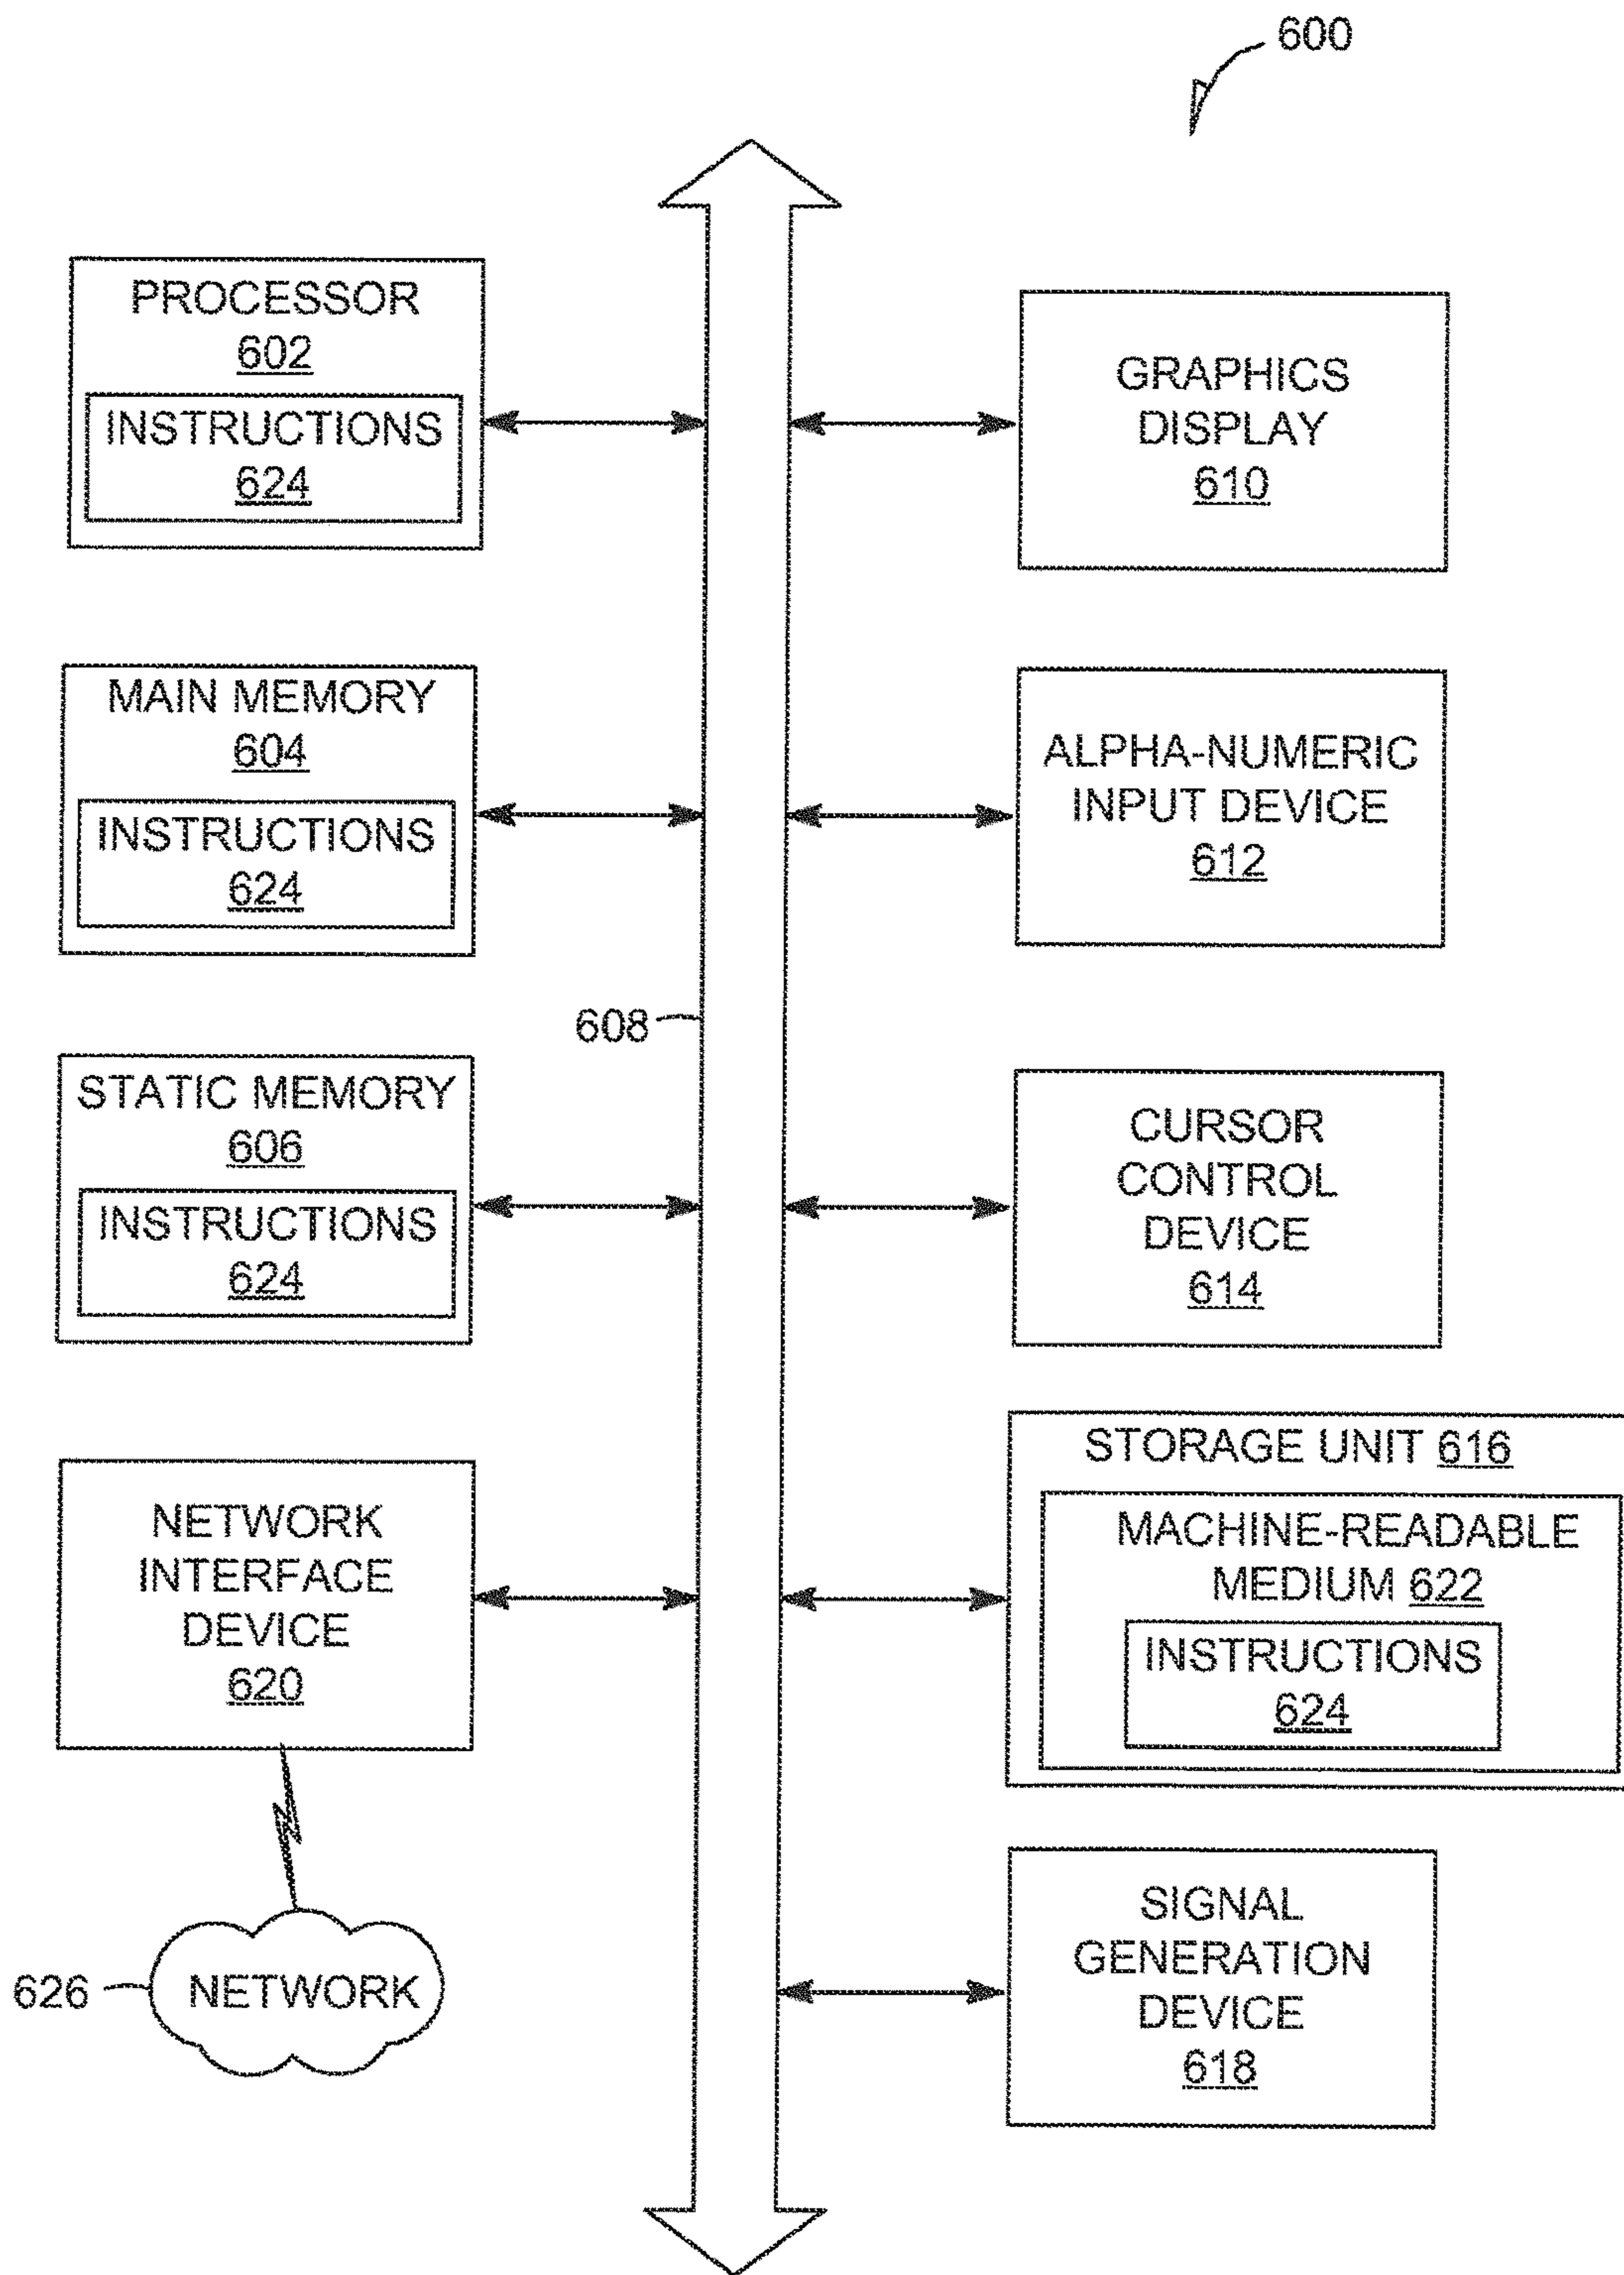 600
PROCESSOR
602
INSTRUCTIONS
624
MAIN MEMORY
604
INSTRUCTIONS
624
608
STATIC MEMORY
606
INSTRUCTIONS
624
NETWORK
INTERFACE
DEVICE
620
626
NETWORK
GRAPHICS
DISPLAY
610
ALPHA-NUMERIC
INPUT DEVICE
612
CURSOR
CONTROL
DEVICE
614
STORAGE UNIT 616
MACHINE-READABLE
MEDIUM 622
INSTRUCTIONS
624
SIGNAL
GENERATION
DEVICE
618